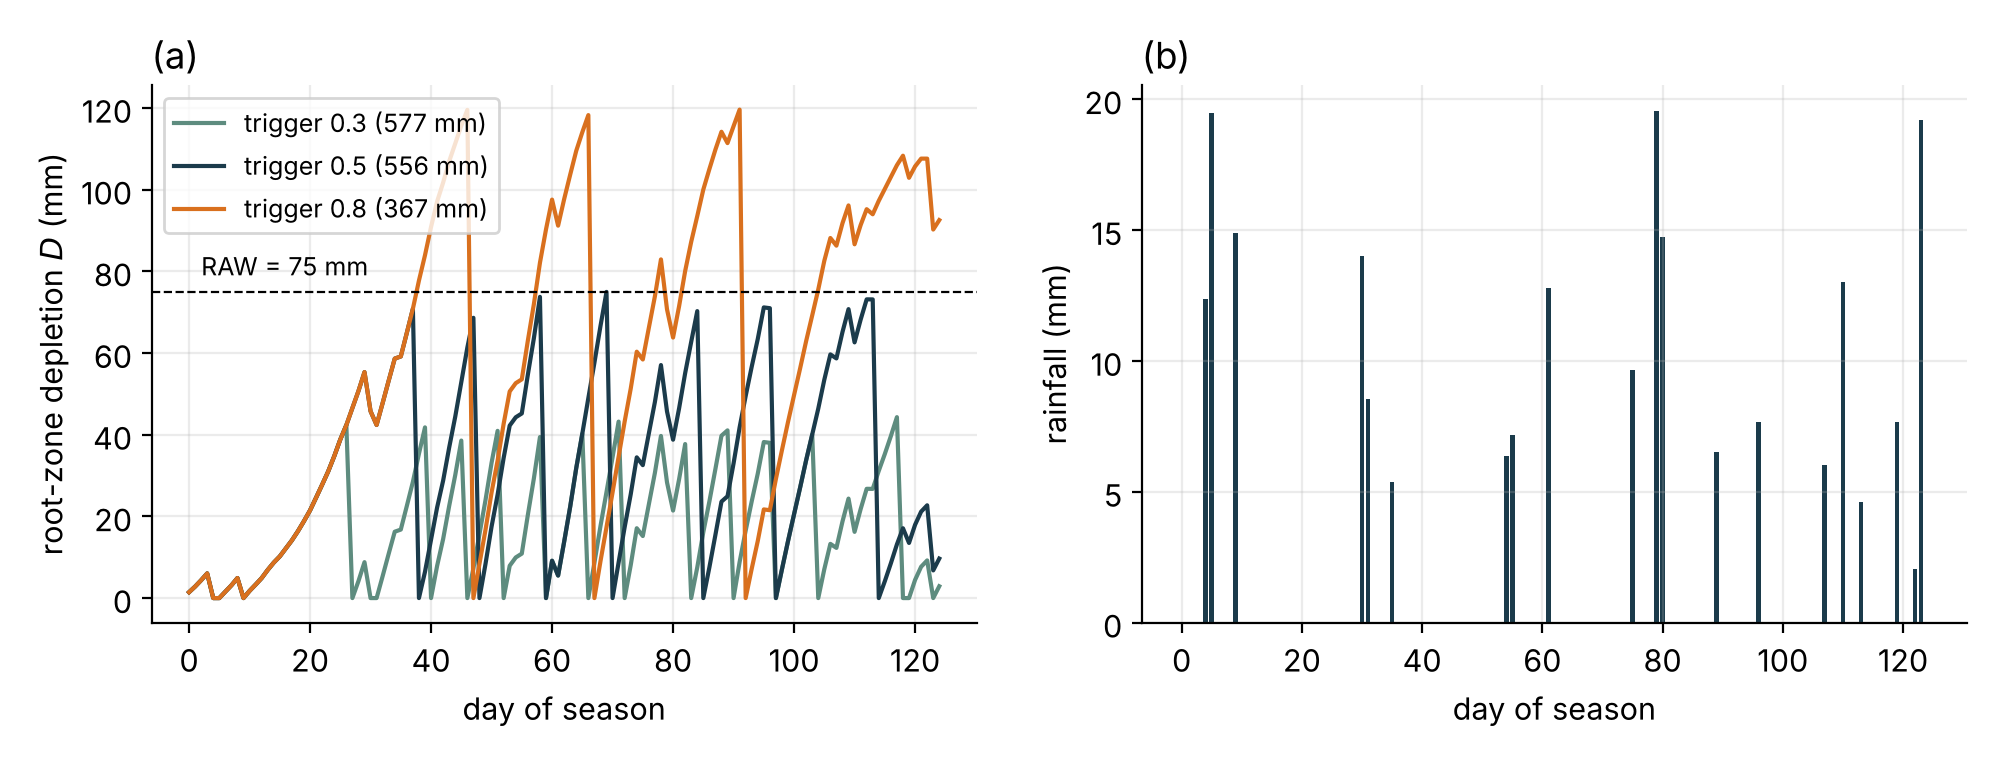 (a)
root-zone depletion D (mm)
120
100
80
60
40
20
0
trigger 0.3 (577 mm)
trigger 0.5 (556 mm)
trigger 0.8 (367 mm)
RAW = 75 mm
0 20 40 60 80 100 120
day of season
(b)
rainfall (mm)
20
15
10
5
0
0 20 40 60 80 100 120
day of season